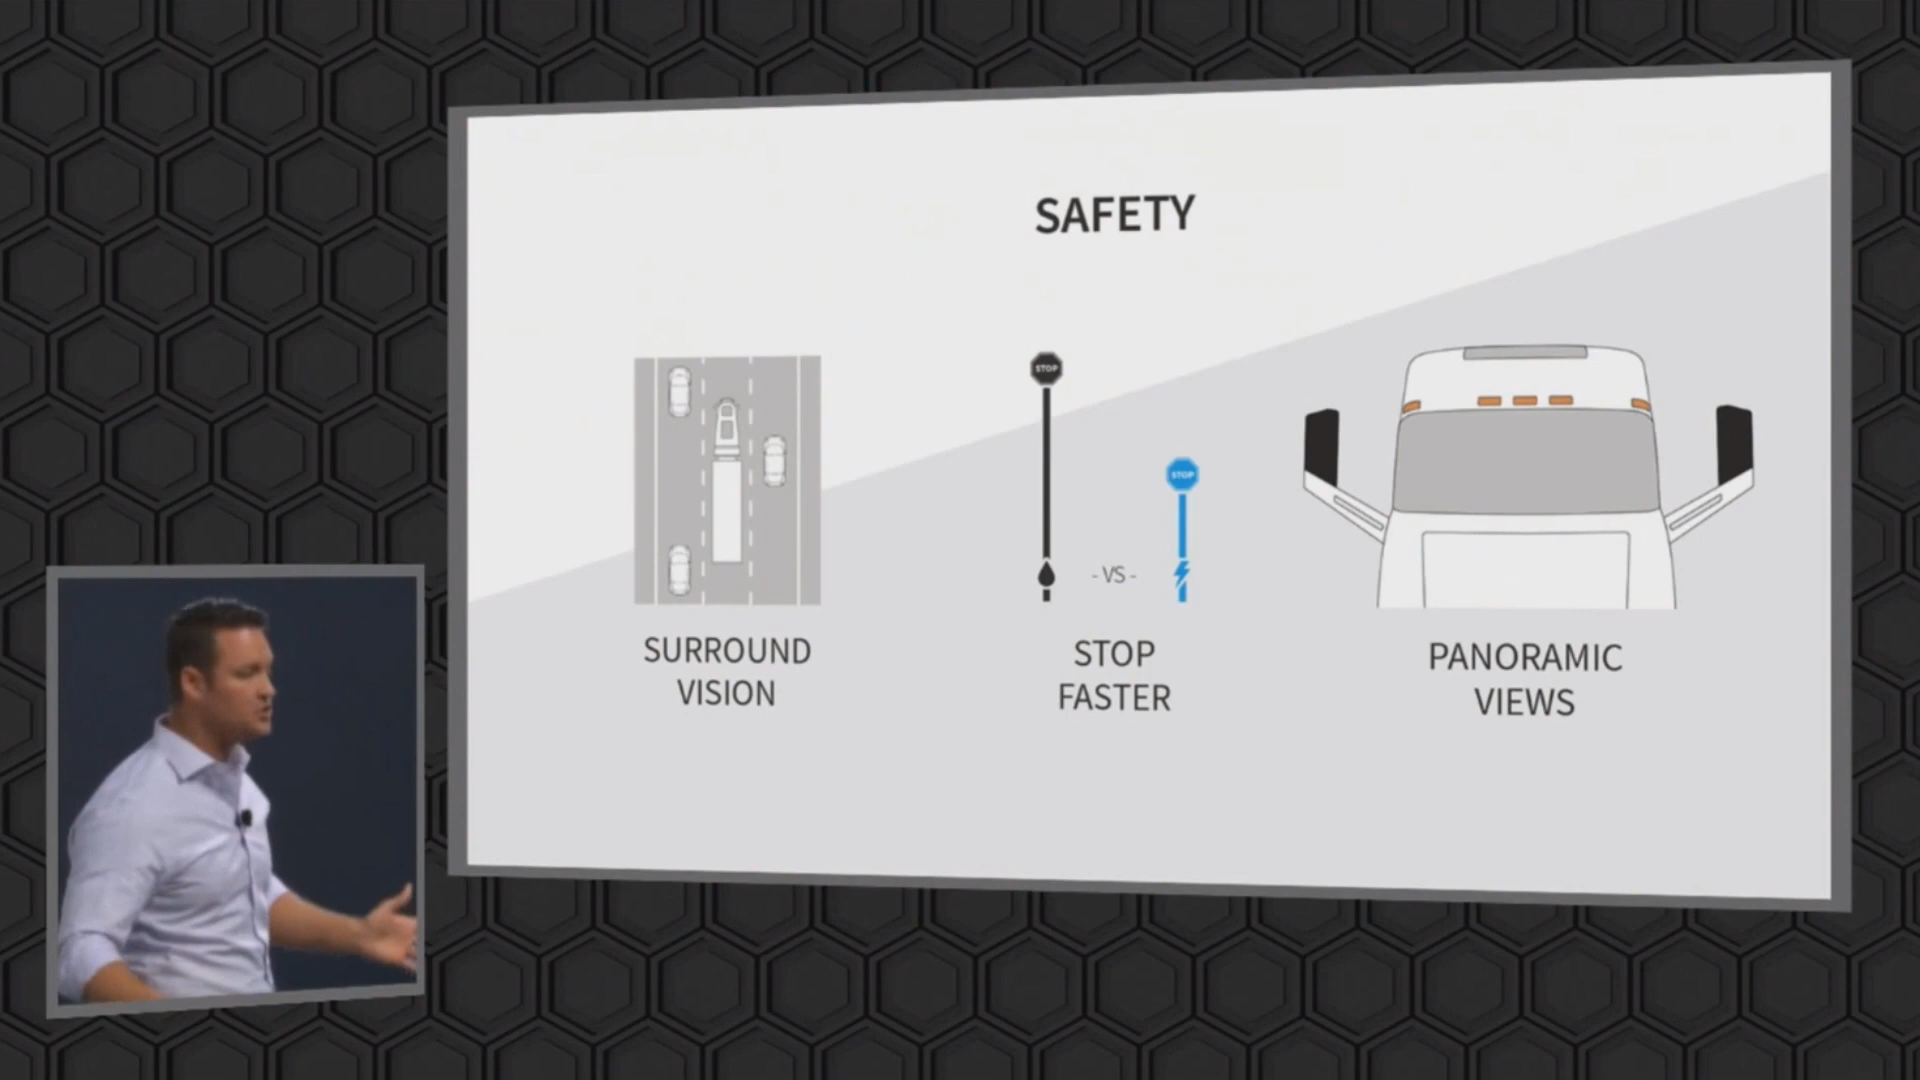 SAFETY
STOP
STOP
- VS -
SURROUND
VISION
STOP
FASTER
PANORAMIC
VIEWS